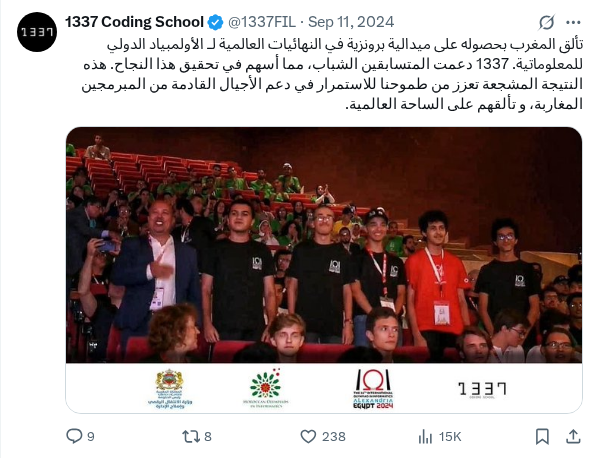 1337 Coding School @1337FIL · Sep 11, 2024
تألق المغرب بحصوله على ميدالية برونزية في النهائيات العالمية لـ الأولمبياد الدولي
للمعلوماتية. 1337 دعمت المتسابقين الشباب، مما أسهم في تحقيق هذا النجاح. هذه
النتيجة المشجعة تعزز من طموحنا للاستمرار في دعم الأجيال القادمة من المبرمجين
المغاربة، و تألقهم على الساحة العالمية.
IOI
EGYPT 2024
ALEXANDRIA
1337
9 8 238 15K